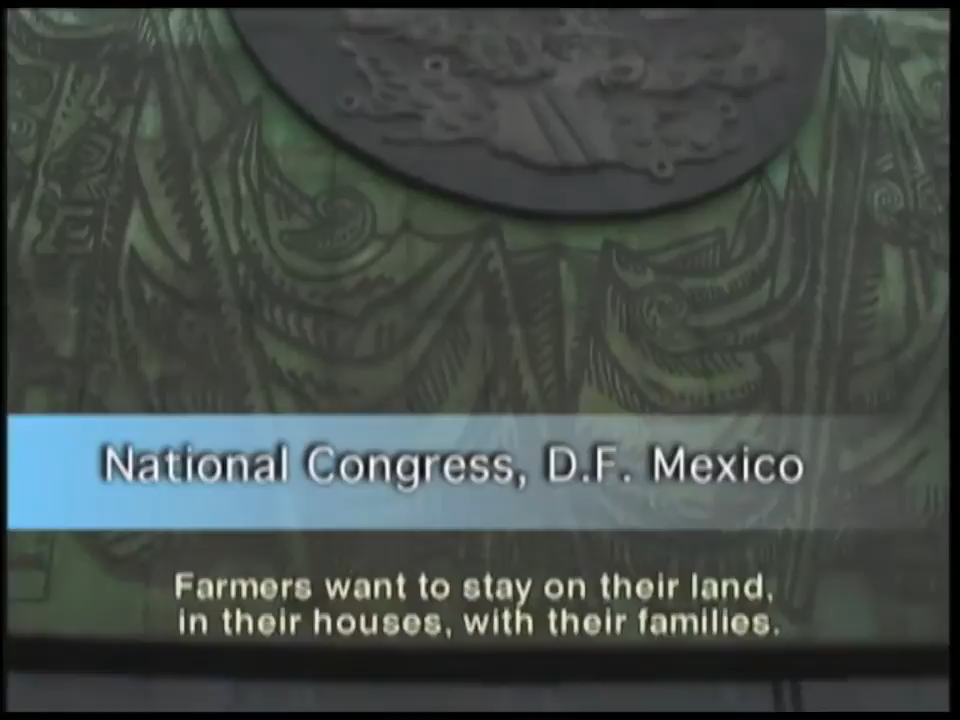 National Congress, D.F. Mexico
Farmers want to stay on their land,
in their houses, with their families.